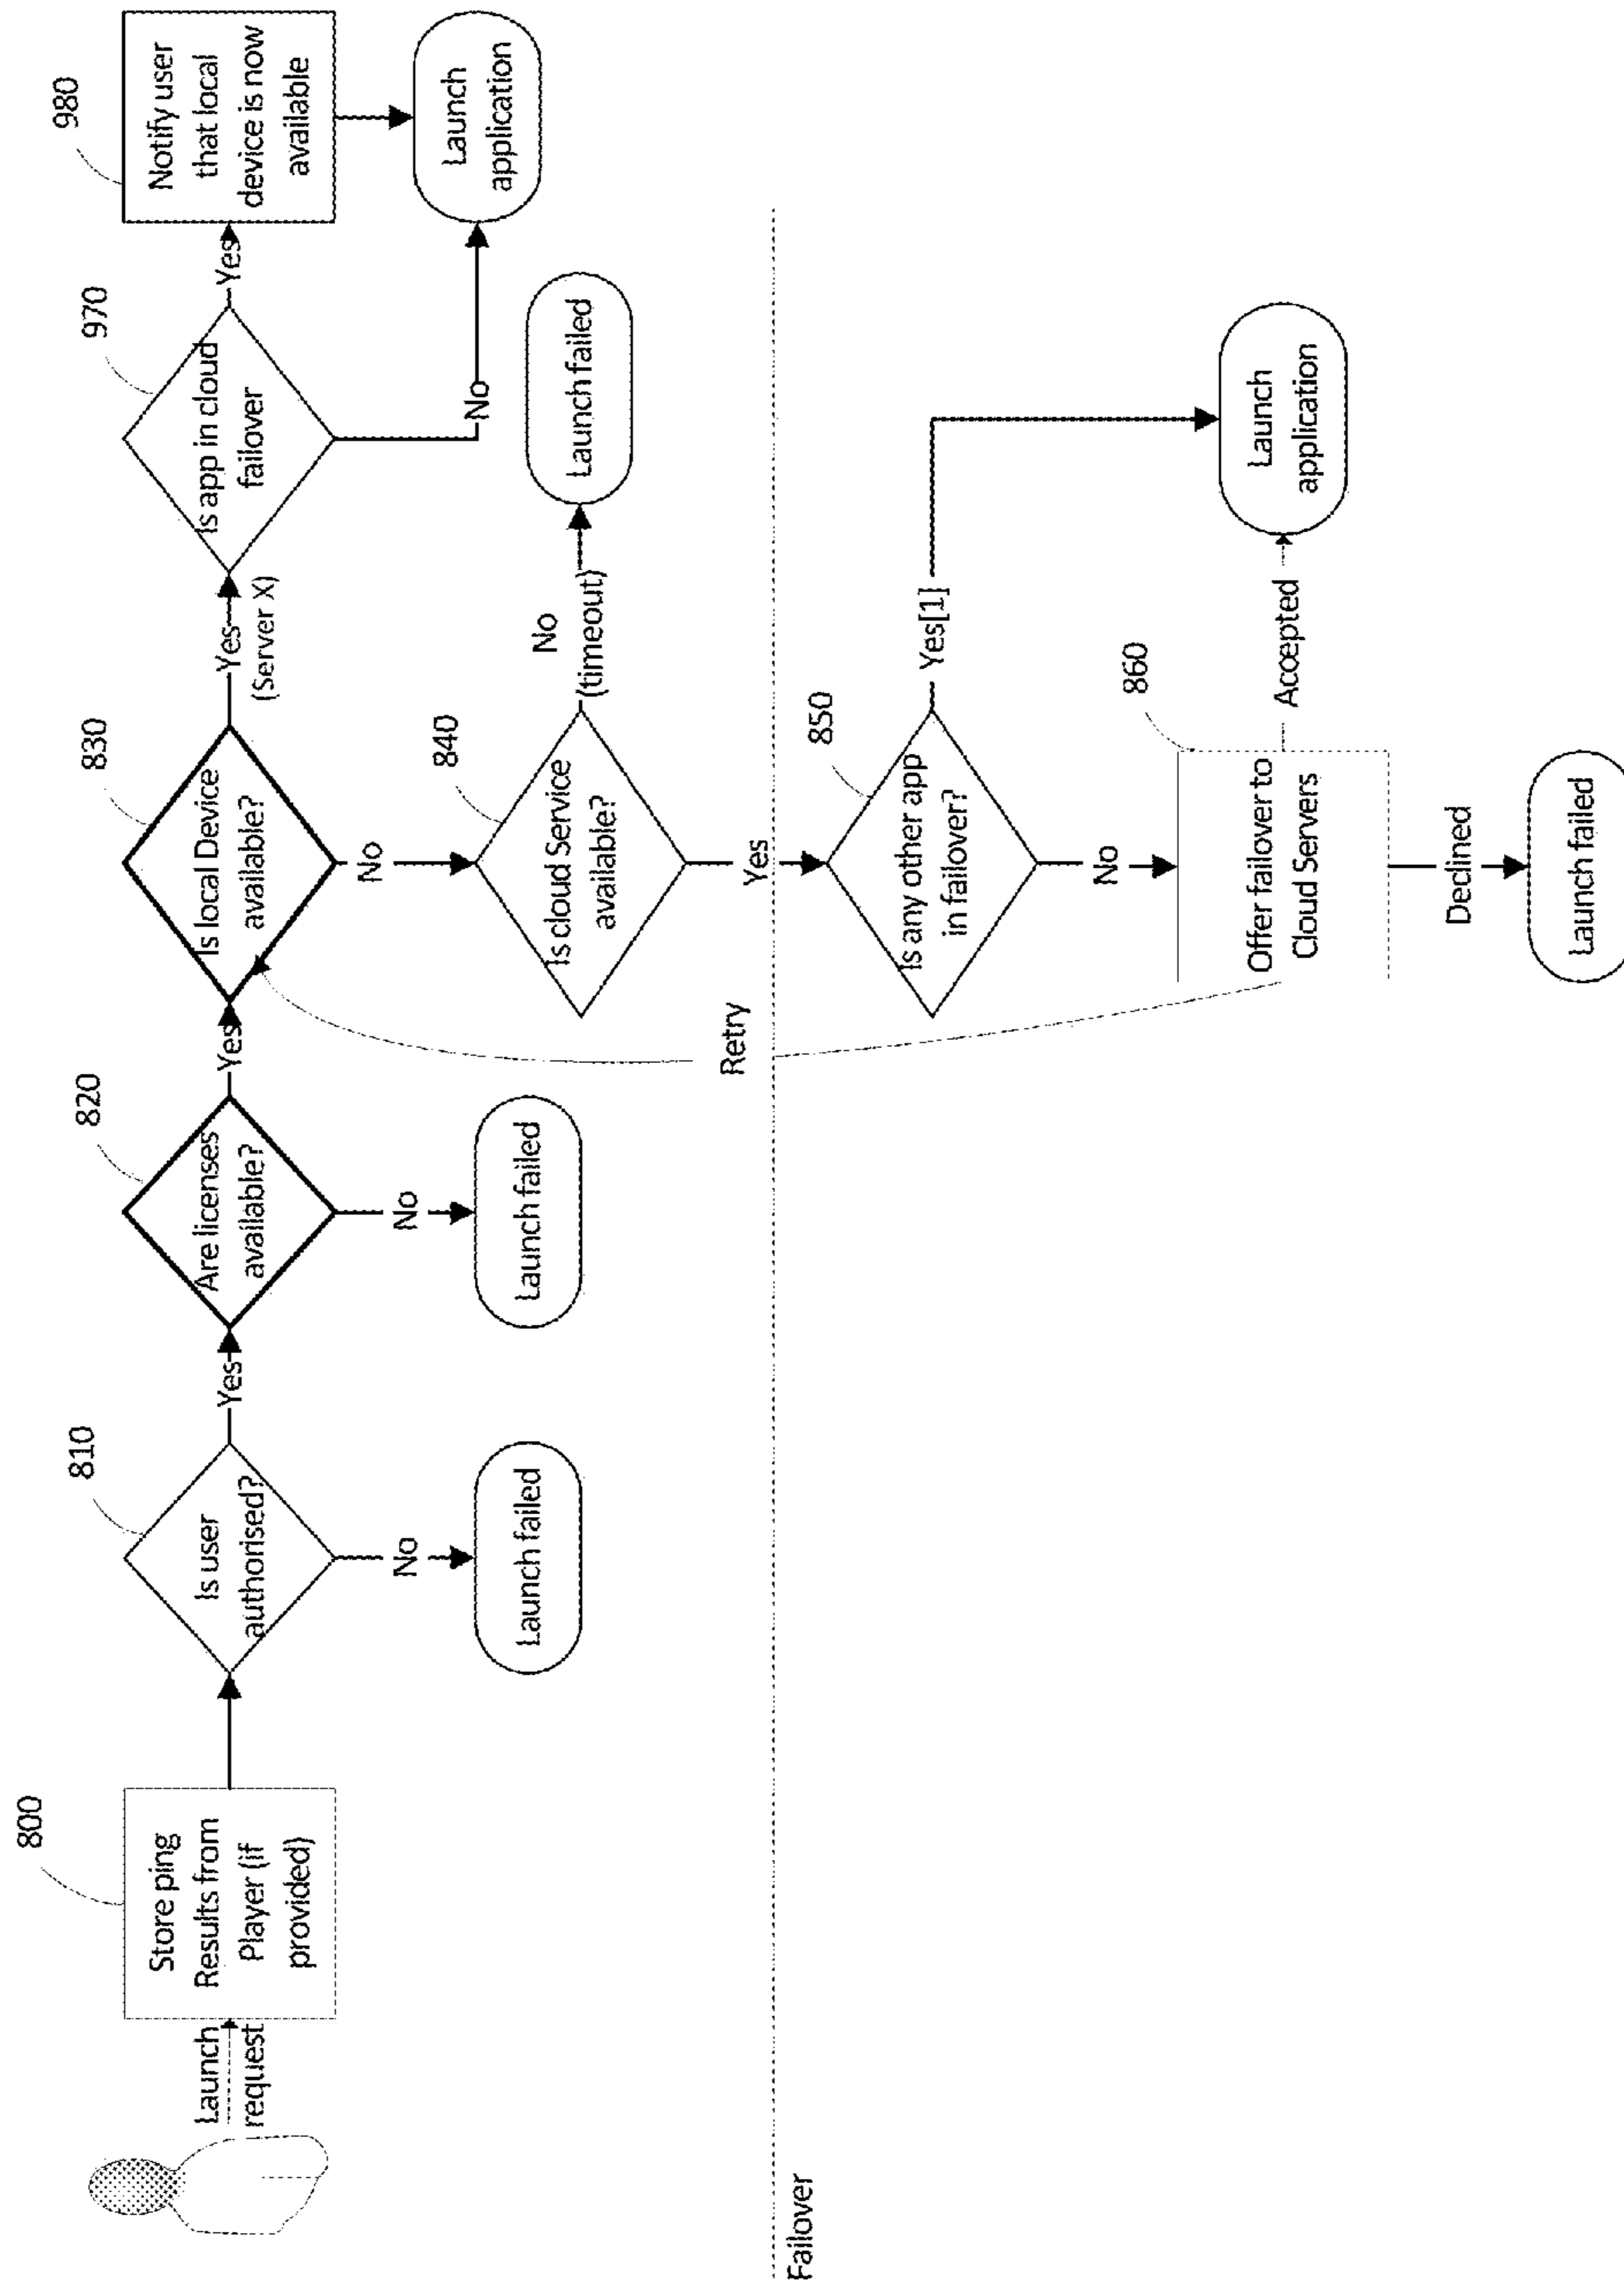 Launch
request
800
Store ping
Results from
Player (if
provided)
810
Is user
authorised?
Yes
No
Launch failed
820
Are licenses
available?
Yes
No
Launch failed
830
Is local Device
available?
Yes
(Server X)
No
970
Is app in cloud
failover
Yes
No
980
Notify user
that local
device is now
available
Launch
application
840
Is cloud Service
available?
No
(timeout)
Launch failed
Yes
Retry
Failover
850
Is any other app
in failover?
Yes[1]
No
860
Offer failover to
Cloud Servers
Accepted
Launch
application
Declined
Launch failed